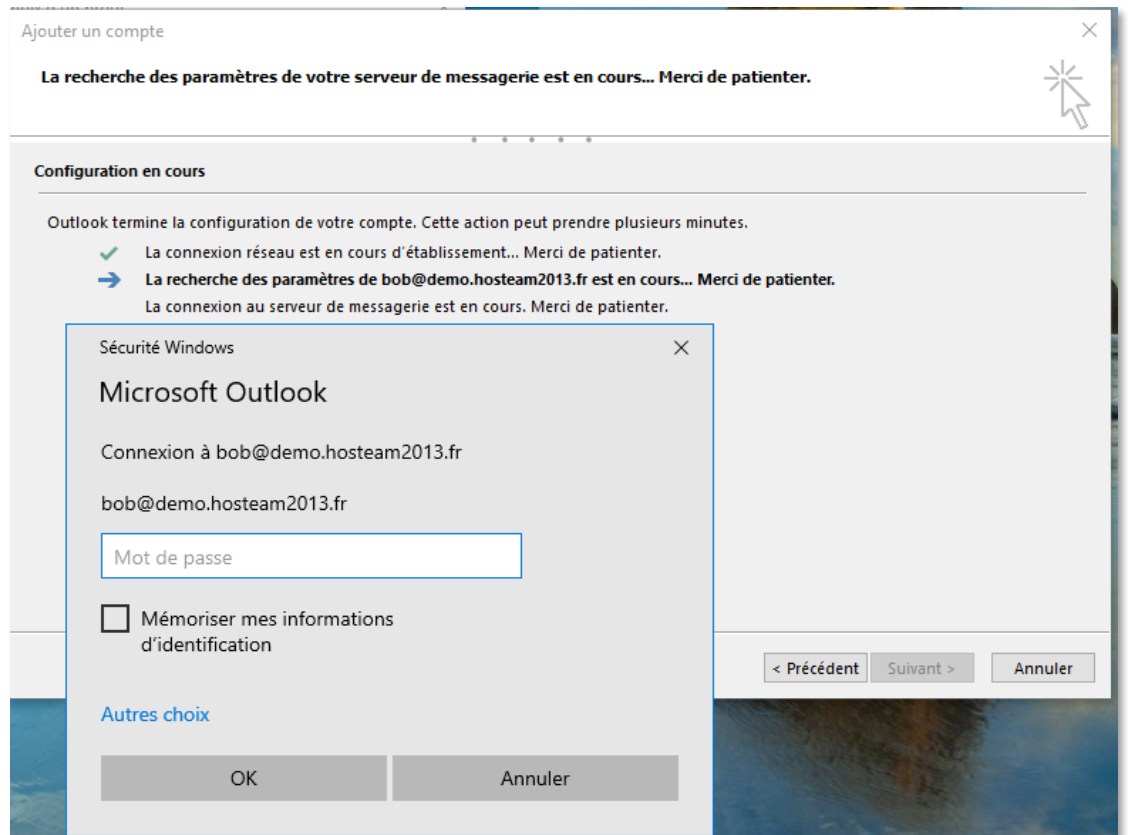 Ajouter un compte
La recherche des paramètres de votre serveur de messagerie est en cours... Merci de patienter.
Configuration en cours
Outlook termine la configuration de votre compte. Cette action peut prendre plusieurs minutes.
La connexion réseau est en cours d'établissement... Merci de patienter.
La recherche des paramètres de bob@demo.hosteam2013.fr est en cours... Merci de patienter.
La connexion au serveur de messagerie est en cours. Merci de patienter.
Sécurité Windows
Microsoft Outlook
Connexion à bob@demo.hosteam2013.fr
bob@demo.hosteam2013.fr
Mot de passe
Mémoriser mes informations
d'identification
< Précédent Suivant > Annuler
Autres choix
OK Annuler